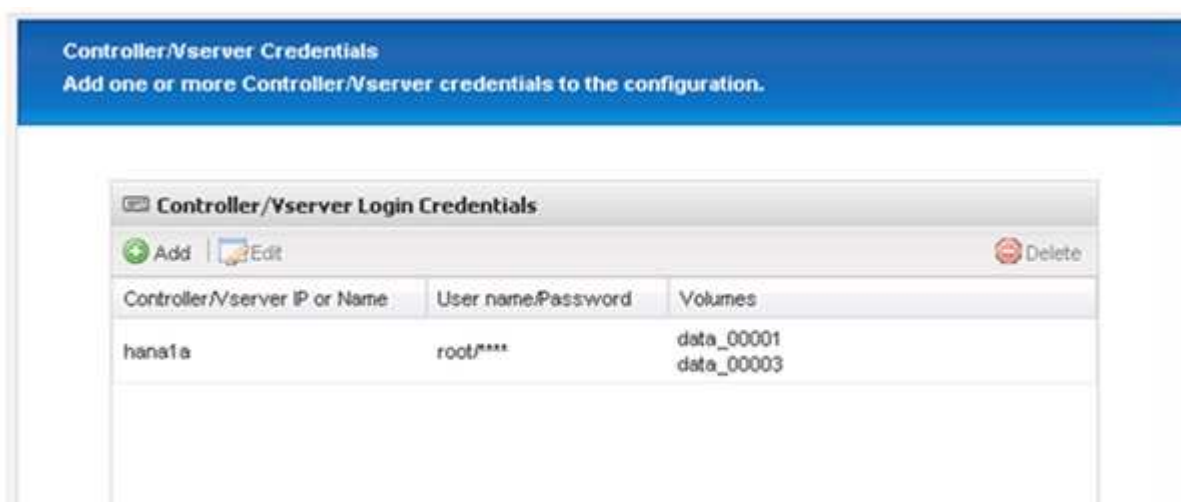 Controller/Vserver Credentials
Add one or more Controller/Vserver credentials to the configuration.
Controller/Vserver Login Credentials
Add Edit Delete
Controller/Vserver IP or Name User name/Password Volumes
hana1a root/**** data_00001
data_00003